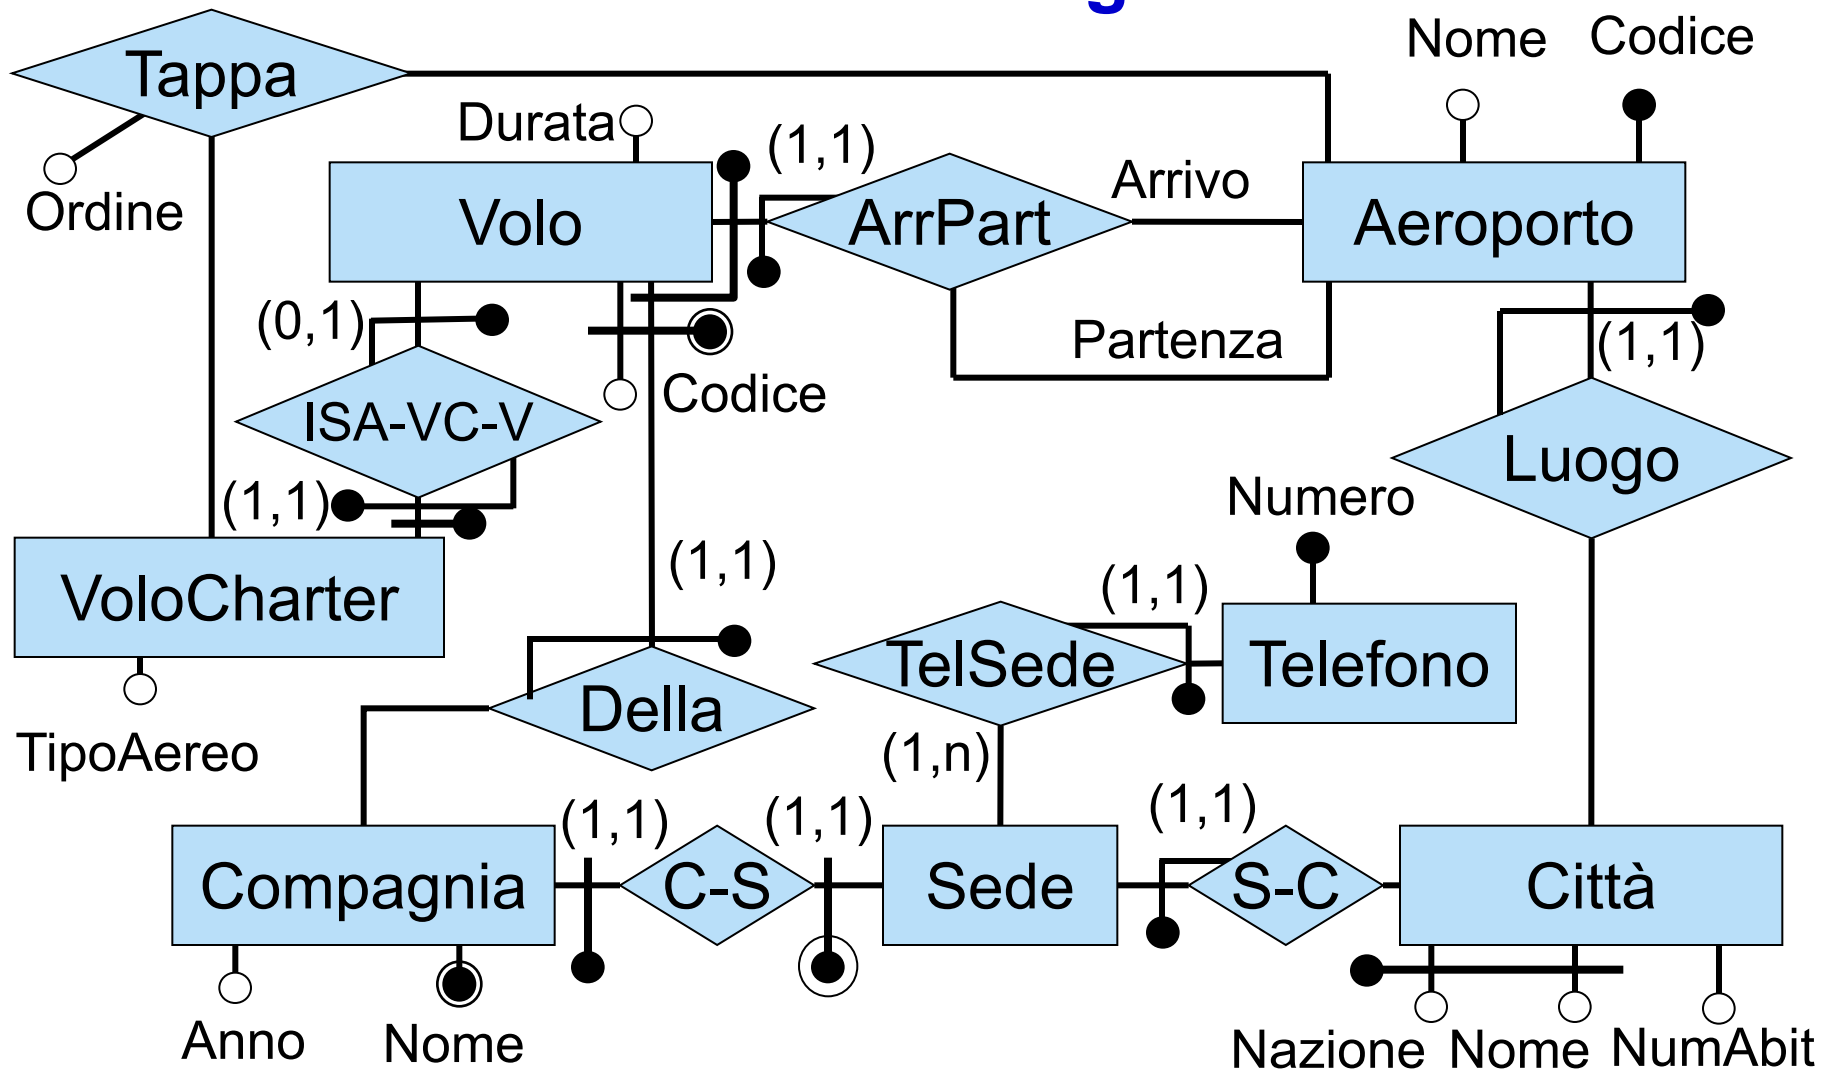 g
Nome
Codice
Tappa
Durata
(1,1)
Arrivo
Ordine
Volo
ArrPart
Aeroporto
(0,1)
Partenza
(1,1)
Codice
ISA-VC-V
Luogo
(1,1)
Numero
(1,1)
(1,1)
VoloCharter
TelSede
Telefono
Della
TipoAereo
(1,n)
(1,1)
(1,1)
(1,1)
Compagnia
C-S
Sede
S-C
Città
Anno
Nome
Nazione
Nome
NumAbit